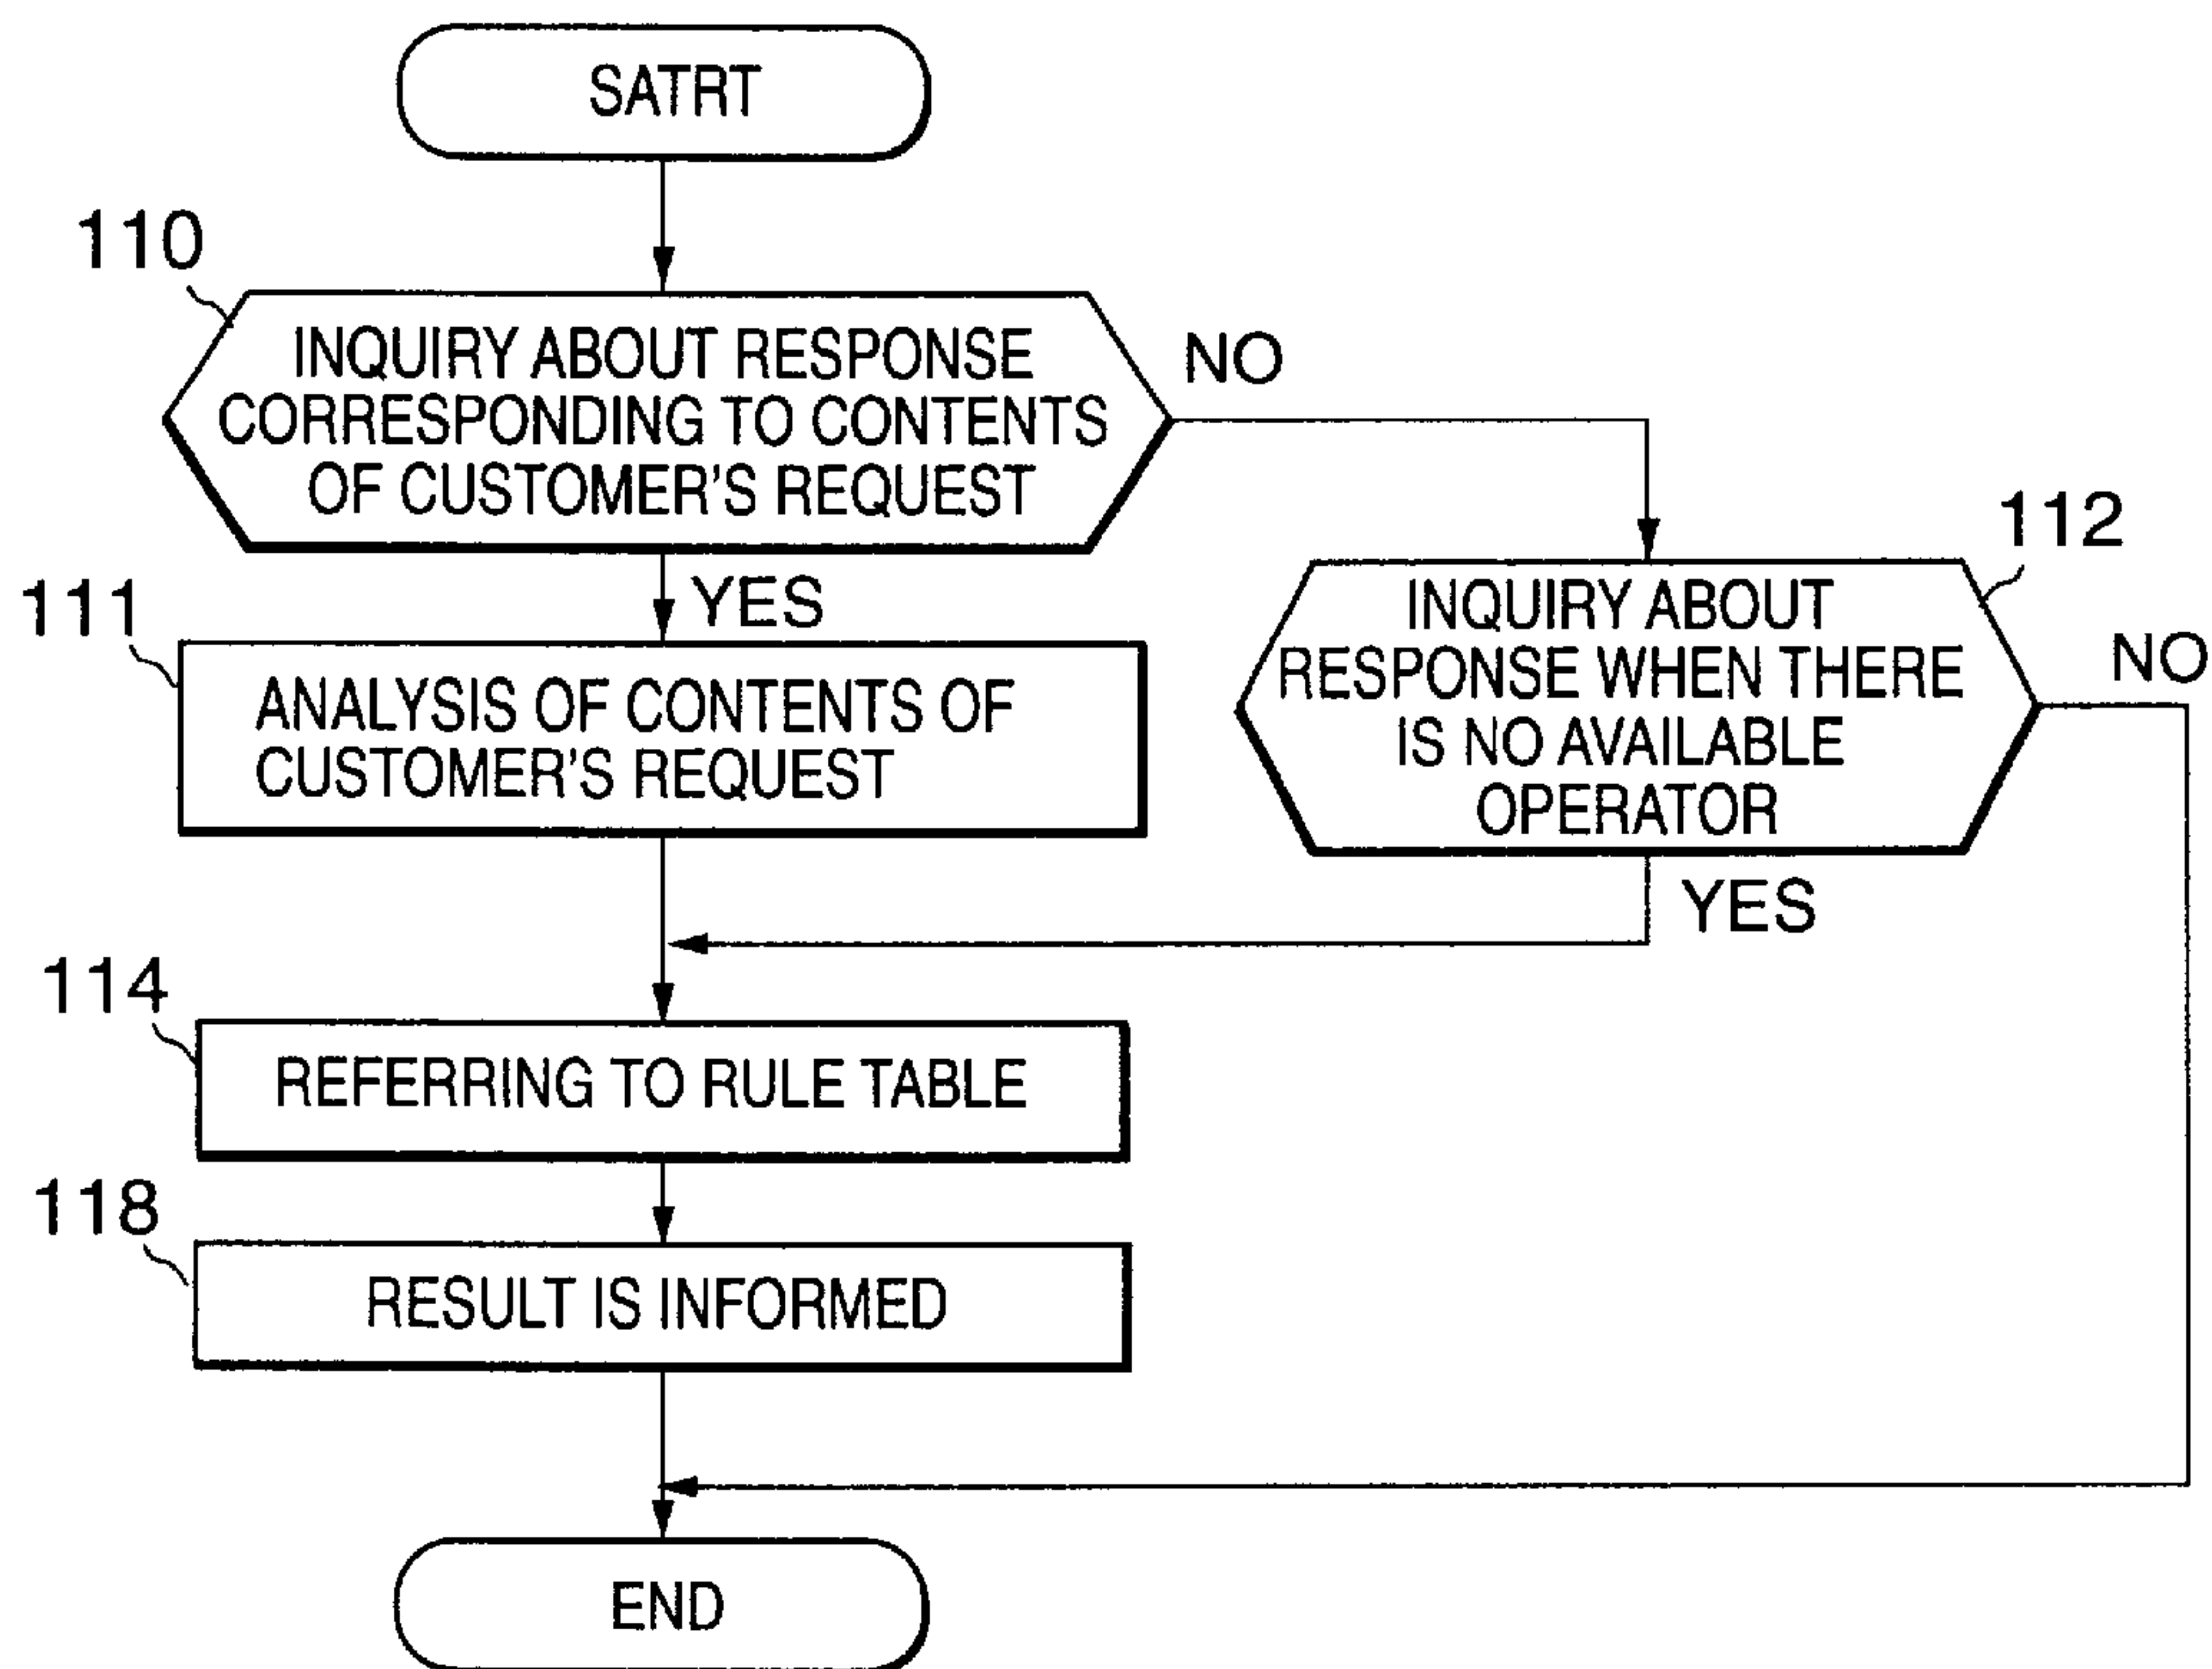 SATRT
110
INQUIRY ABOUT RESPONSE
CORRESPONDING TO CONTENTS
OF CUSTOMER'S REQUEST
NO
YES
111
ANALYSIS OF CONTENTS OF
CUSTOMER'S REQUEST
112
INQUIRY ABOUT
RESPONSE WHEN THERE
IS NO AVAILABLE
OPERATOR
NO
YES
114
REFERRING TO RULE TABLE
118
RESULT IS INFORMED
END